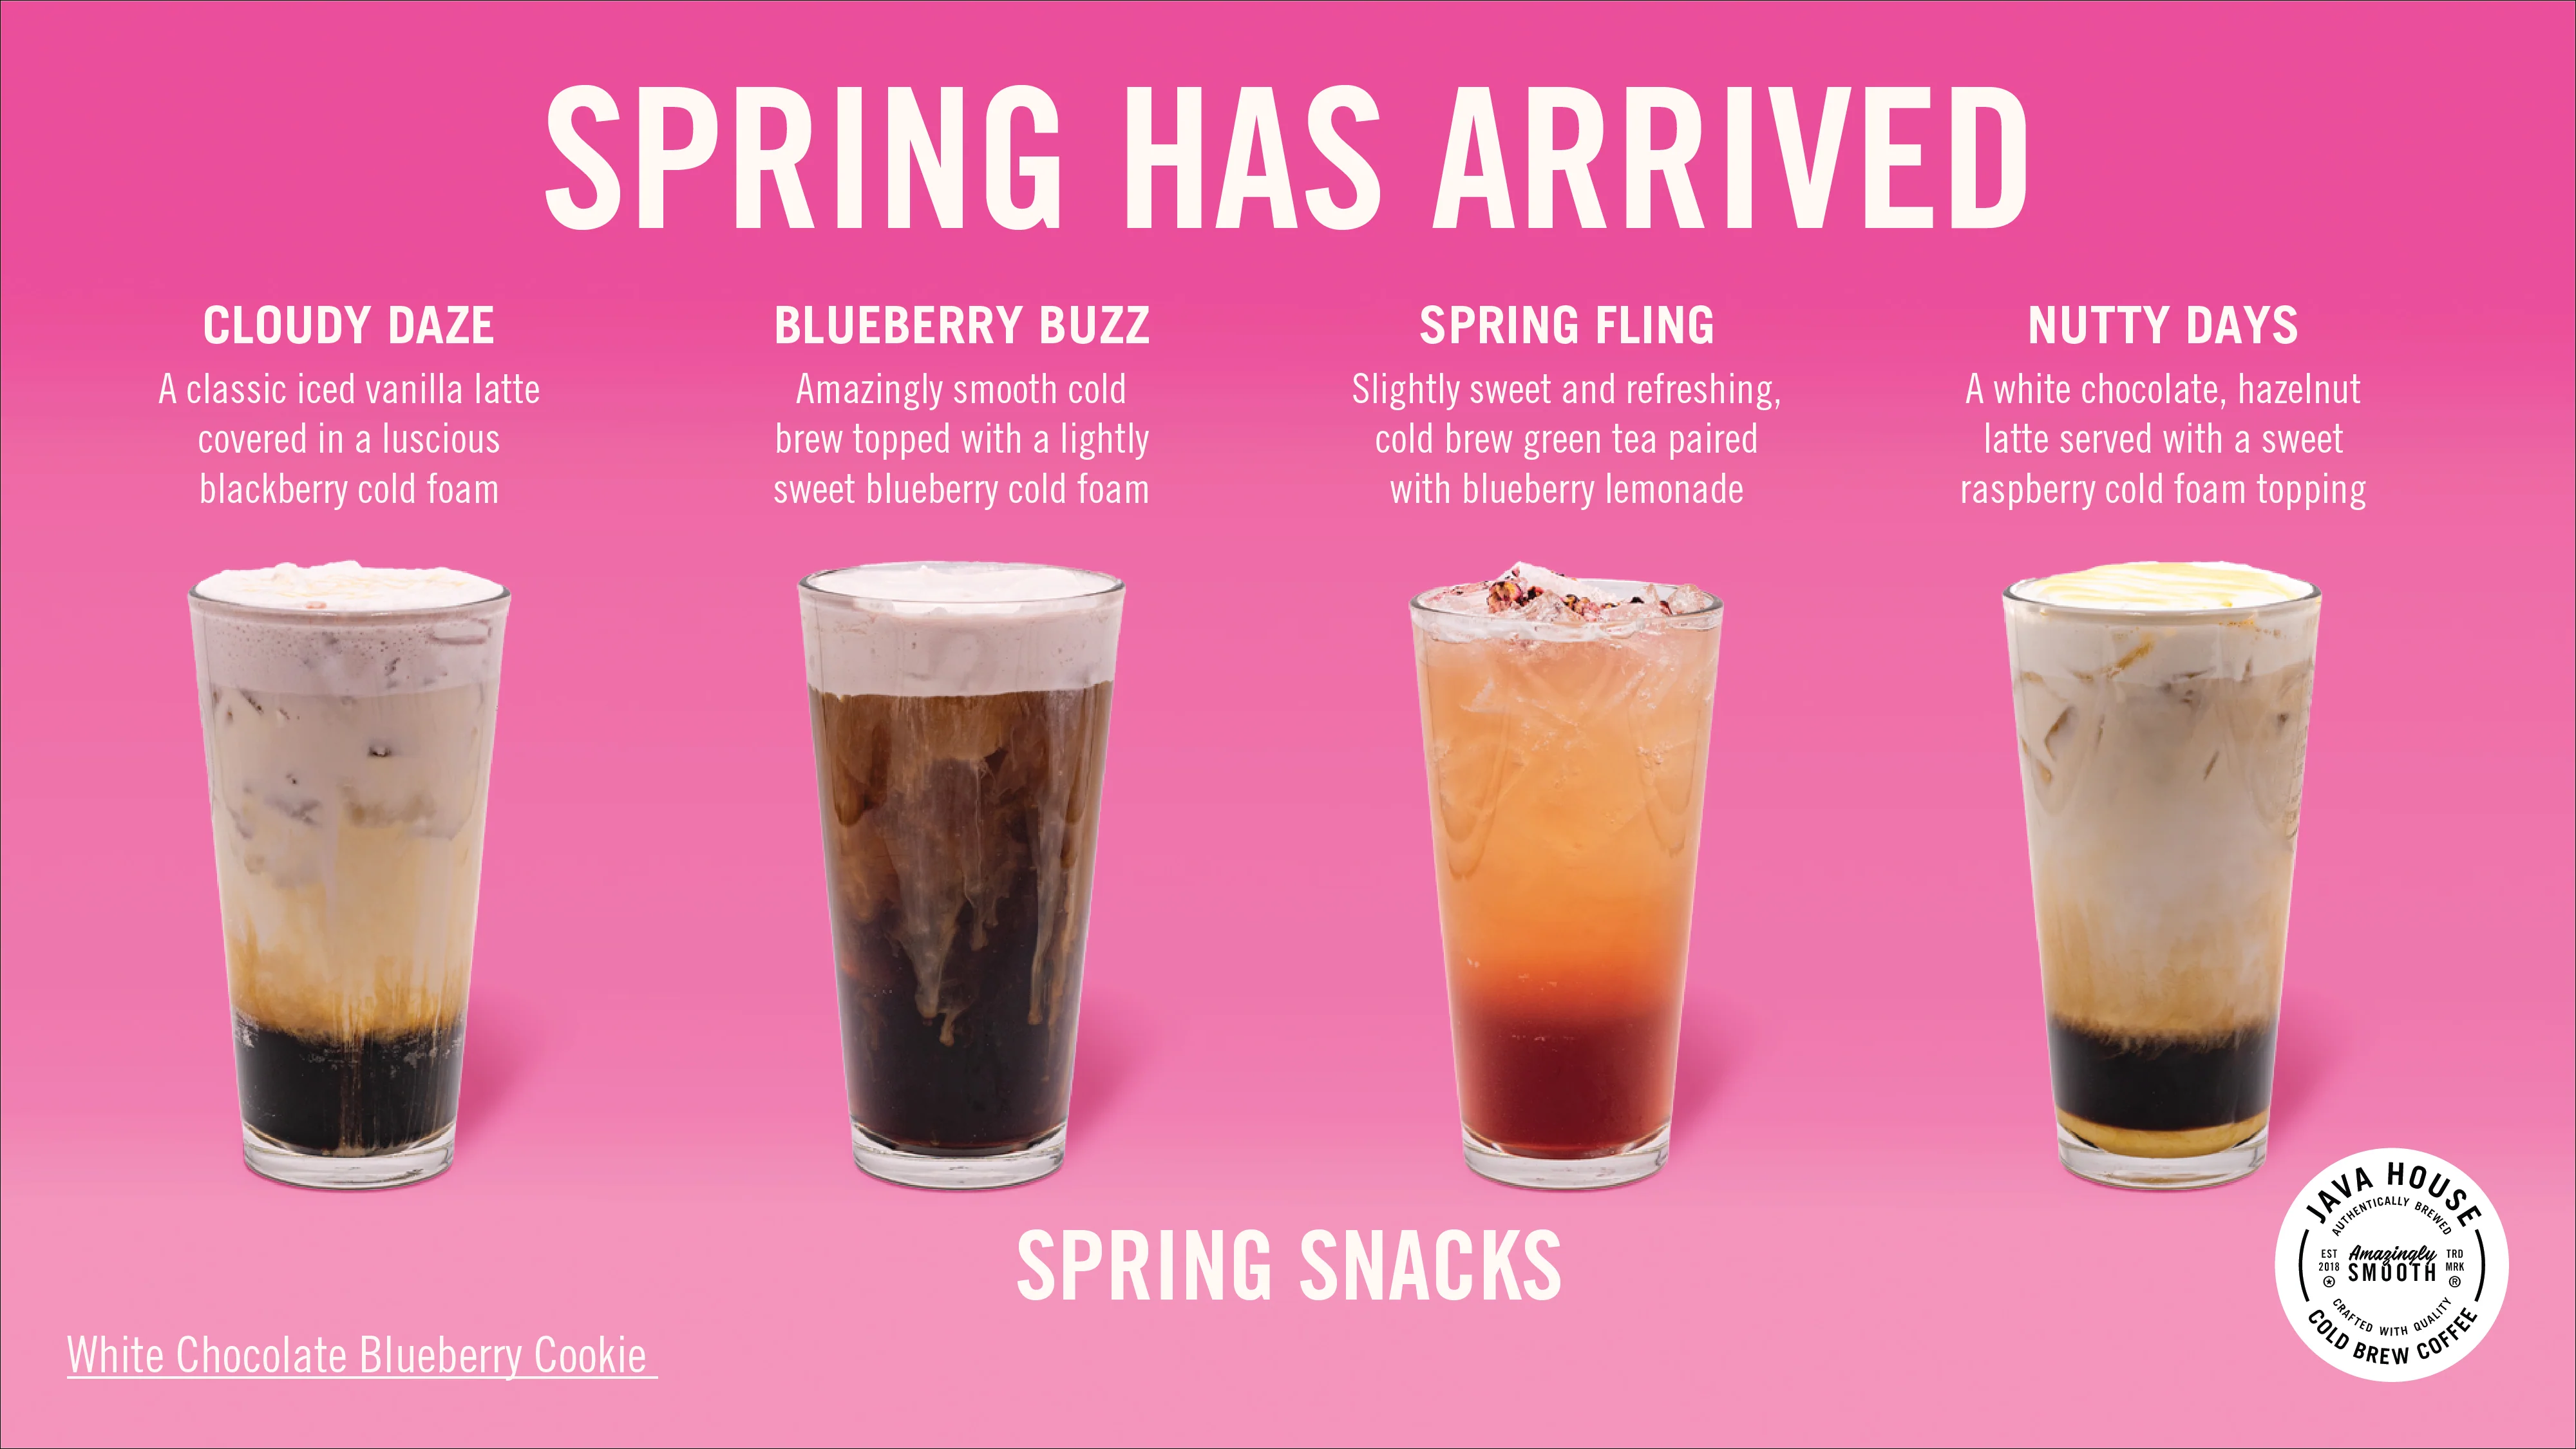 SPRING HAS ARRIVED
CLOUDY DAZE
A classic iced vanilla latte
covered in a luscious
blackberry cold foam
BLUEBERRY BUZZ
Amazingly smooth cold
brew topped with a lightly
sweet blueberry cold foam
SPRING FLING
Slightly sweet and refreshing,
cold brew green tea paired
with blueberry lemonade
NUTTY DAYS
A white chocolate, hazelnut
latte served with a sweet
raspberry cold foam topping
SPRING SNACKS
White Chocolate Blueberry Cookie
JAVA HOUSE
AUTHENTICALLY BREWED
EST
2018
Amazingly
SMOOTH
TRD
MRK
®
CRAFTED WITH QUALITY
COLD BREW COFFEE